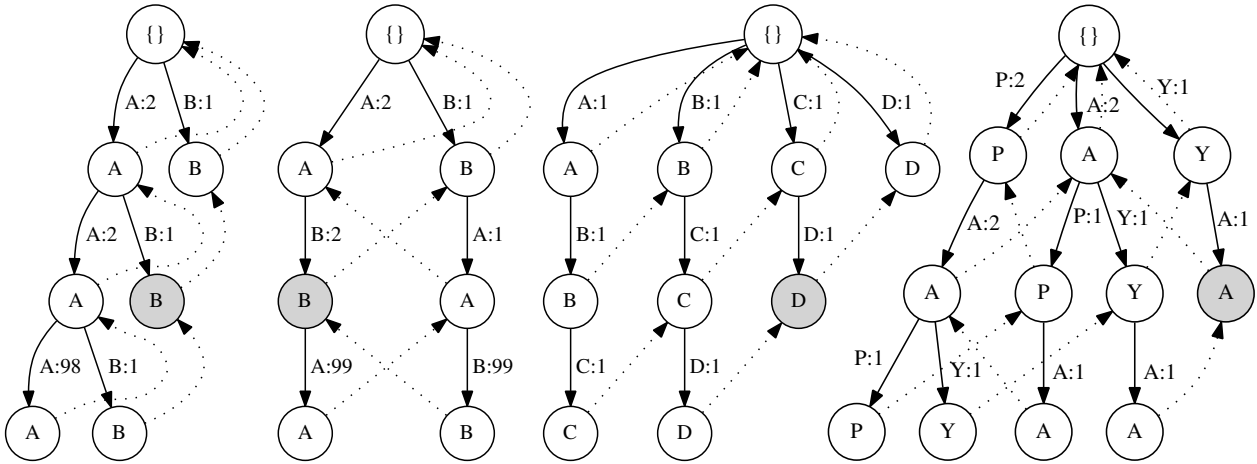 {} {} {} {}
A:2 B:1 A:2 B:1 A:1 B:1 C:1 D:1 P:2 A:2 Y:1
A B A B A B C D P A Y
A:2 B:1 B:2 A:1 B:1 C:1 D:1 A:2 P:1 Y:1 A:1
A B B A B C D A P Y A
A:98 B:1 A:99 B:99 C:1 D:1 P:1 Y:1 A:1 A:1
A B A B C D P Y A A